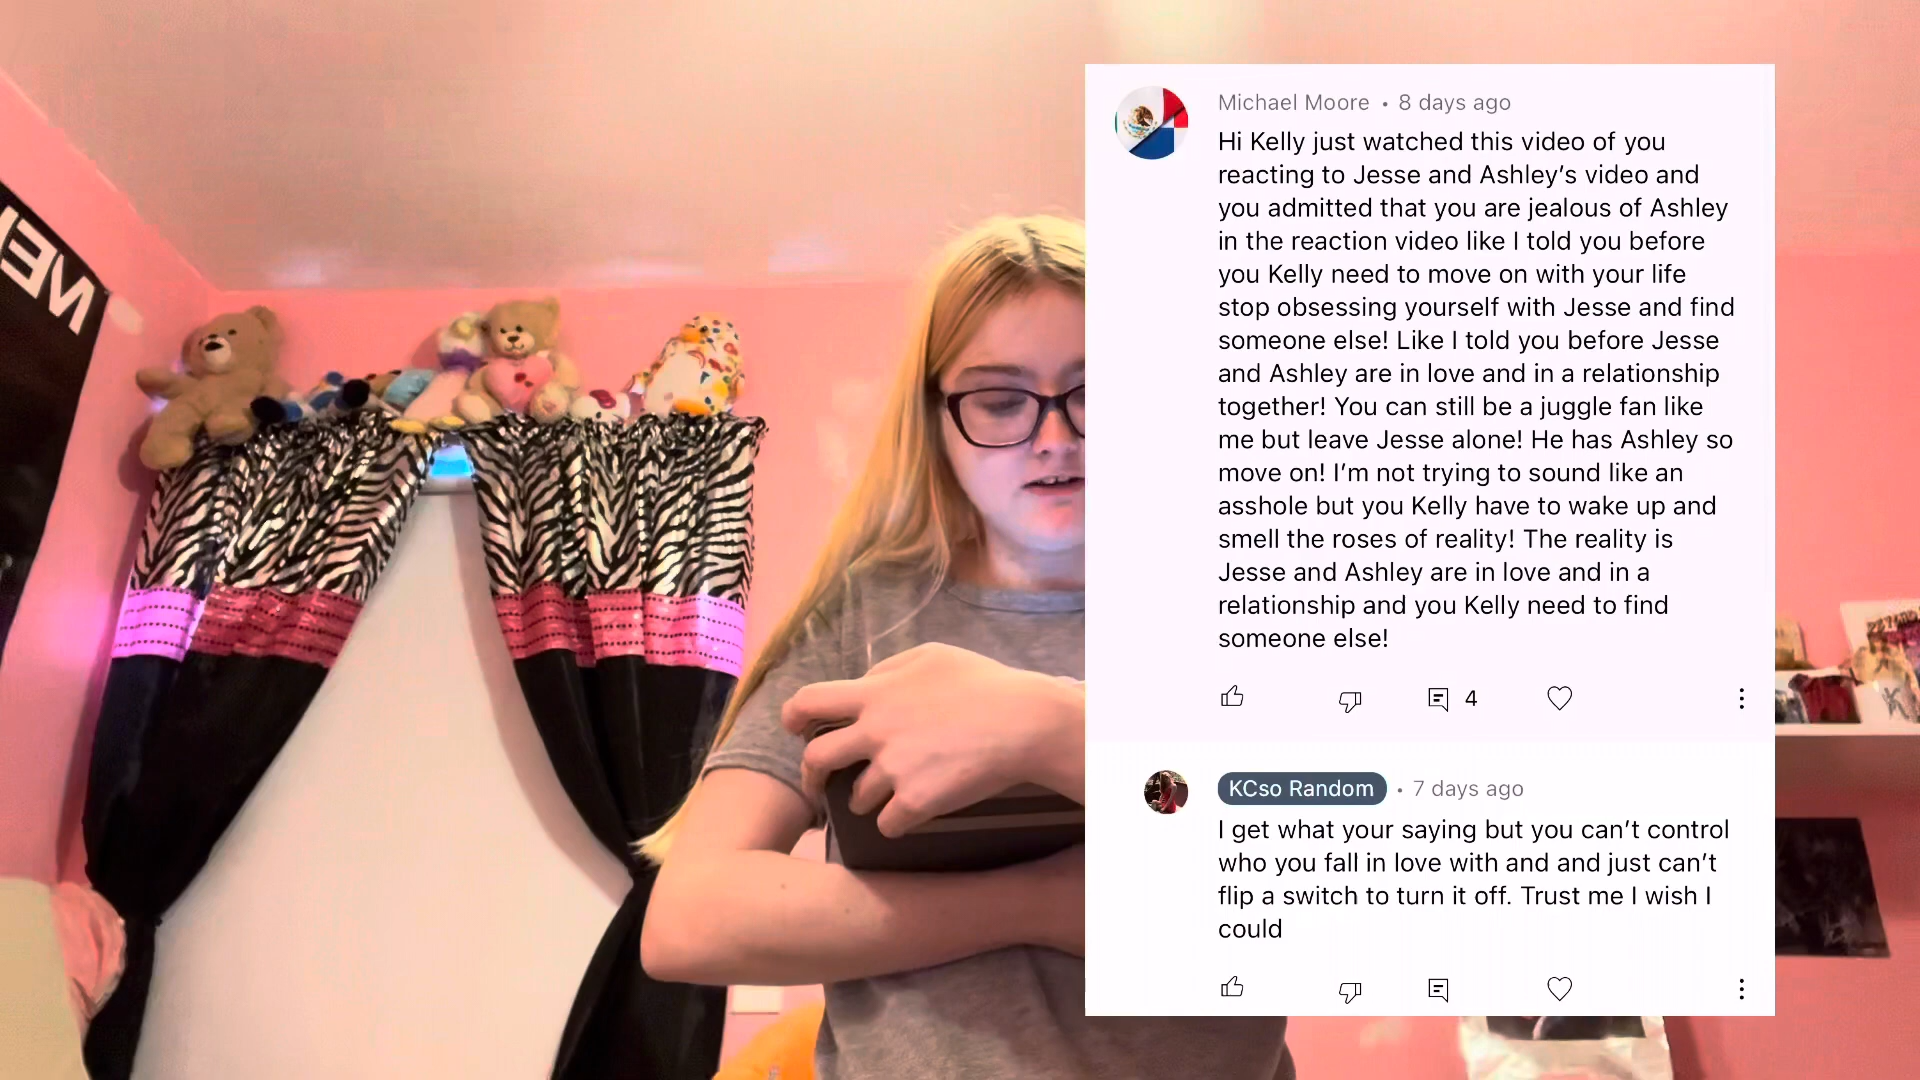 Michael Moore • 8 days ago
Hi Kelly just watched this video of you
reacting to Jesse and Ashley's video and
you admitted that you are jealous of Ashley
in the reaction video like I told you before
you Kelly need to move on with your life
stop obsessing yourself with Jesse and find
someone else! Like I told you before Jesse
and Ashley are in love and in a relationship
together! You can still be a juggle fan like
me but leave Jesse alone! He has Ashley so
move on! I'm not trying to sound like an
asshole but you Kelly have to wake up and
smell the roses of reality! The reality is
Jesse and Ashley are in love and in a
relationship and you Kelly need to find
someone else!
4
KCso Random • 7 days ago
I get what your saying but you can't control
who you fall in love with and and just can't
flip a switch to turn it off. Trust me I wish I
could